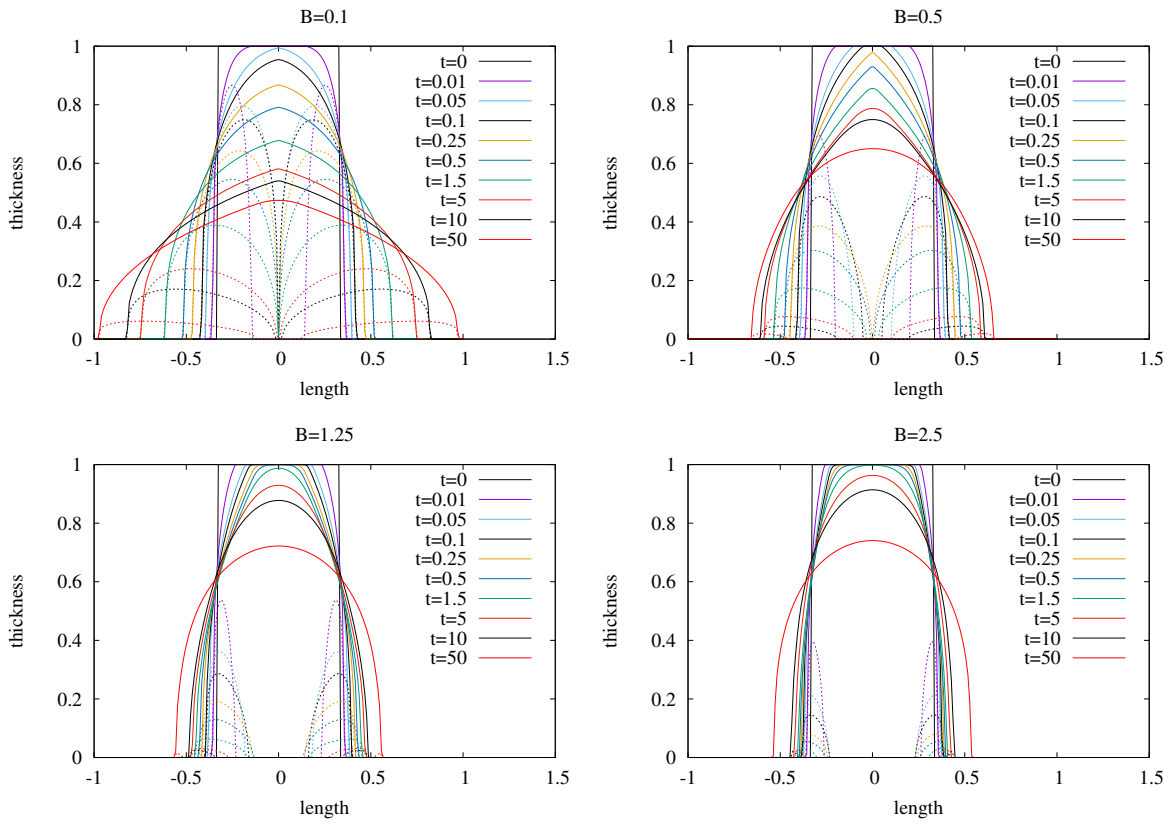 B=0.1
thickness
1
0.8
0.6
0.4
0.2
0
-1
-0.5
0
0.5
1
1.5
length
t=0
t=0.01
t=0.05
t=0.1
t=0.25
t=0.5
t=1.5
t=5
t=10
t=50
B=0.5
thickness
1
0.8
0.6
0.4
0.2
0
-1
-0.5
0
0.5
1
1.5
length
t=0
t=0.01
t=0.05
t=0.1
t=0.25
t=0.5
t=1.5
t=5
t=10
t=50
B=1.25
thickness
1
0.8
0.6
0.4
0.2
0
-1
-0.5
0
0.5
1
1.5
length
t=0
t=0.01
t=0.05
t=0.1
t=0.25
t=0.5
t=1.5
t=5
t=10
t=50
B=2.5
thickness
1
0.8
0.6
0.4
0.2
0
-1
-0.5
0
0.5
1
1.5
length
t=0
t=0.01
t=0.05
t=0.1
t=0.25
t=0.5
t=1.5
t=5
t=10
t=50